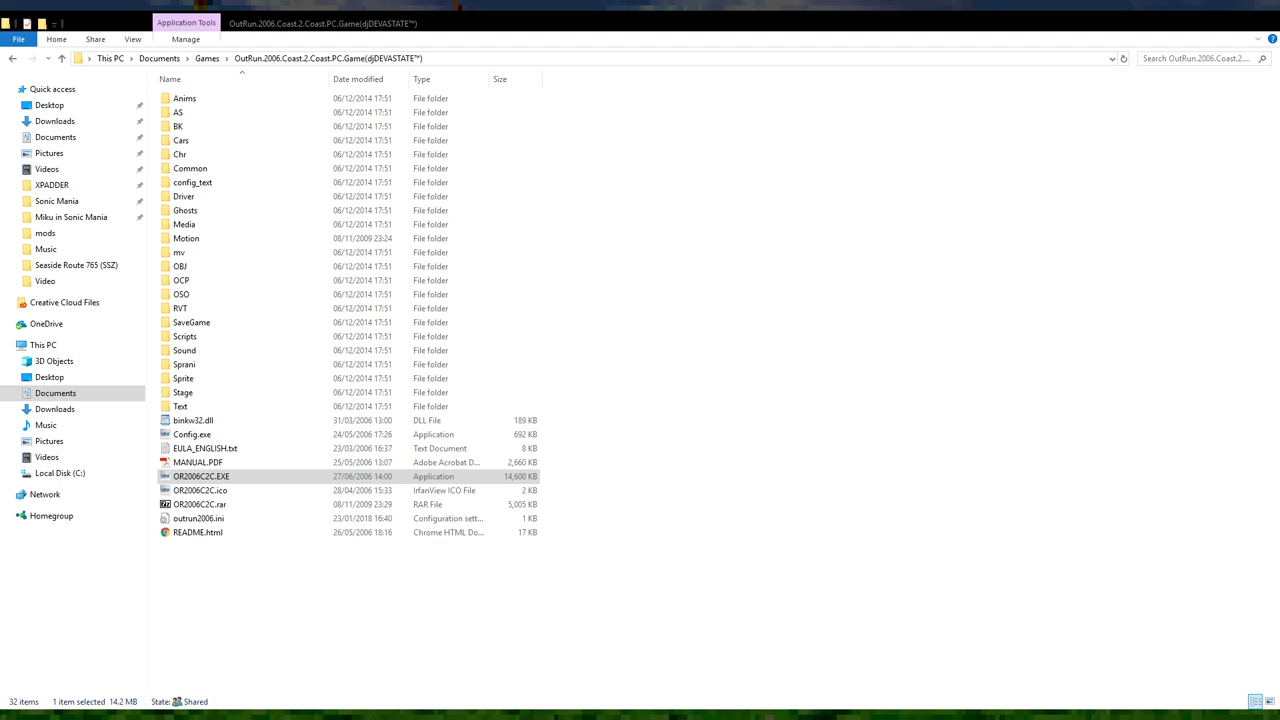 Application Tools OutRun.2006.Coast.2.Coast.PC.Game(djDEVASTATE™)
File Home Share View Manage
This PC Documents Games OutRun.2006.Coast.2.Coast.PC.Game(djDEVASTATE™) Search OutRun.2006.Coast.2....
Name Date modified Type Size
Quick access
Desktop
Downloads
Documents
Pictures
Videos
XPADDER
Sonic Mania
Miku in Sonic Mania
mods
Music
Seaside Route 765 (SSZ)
Video
Creative Cloud Files
OneDrive
This PC
3D Objects
Desktop
Documents
Downloads
Music
Pictures
Videos
Local Disk (C:)
Network
Homegroup
Anims 06/12/2014 17:51 File folder
AS 06/12/2014 17:51 File folder
BK 06/12/2014 17:51 File folder
Cars 06/12/2014 17:51 File folder
Chr 06/12/2014 17:51 File folder
Common 06/12/2014 17:51 File folder
config_text 06/12/2014 17:51 File folder
Driver 06/12/2014 17:51 File folder
Ghosts 06/12/2014 17:51 File folder
Media 06/12/2014 17:51 File folder
Motion 08/11/2009 23:24 File folder
mv 06/12/2014 17:51 File folder
OBJ 06/12/2014 17:51 File folder
OCP 06/12/2014 17:51 File folder
OSO 06/12/2014 17:51 File folder
RVT 06/12/2014 17:51 File folder
SaveGame 06/12/2014 17:51 File folder
Scripts 06/12/2014 17:51 File folder
Sound 06/12/2014 17:51 File folder
Sprani 06/12/2014 17:51 File folder
Sprite 06/12/2014 17:51 File folder
Stage 06/12/2014 17:51 File folder
Text 06/12/2014 17:51 File folder
binkw32.dll 31/03/2006 13:00 DLL File 189 KB
Config.exe 24/05/2006 17:26 Application 692 KB
EULA_ENGLISH.txt 23/03/2006 16:37 Text Document 8 KB
MANUAL.PDF 25/05/2006 13:07 Adobe Acrobat D... 2,660 KB
OR2006C2C.EXE 27/06/2006 14:00 Application 14,600 KB
OR2006C2C.ico 28/04/2006 15:33 IrfanView ICO File 2 KB
OR2006C2C.rar 08/11/2009 23:29 RAR File 5,005 KB
outrun2006.ini 23/01/2018 16:40 Configuration sett... 1 KB
README.html 26/05/2006 18:16 Chrome HTML Do... 17 KB
32 items 1 item selected 14.2 MB State: Shared